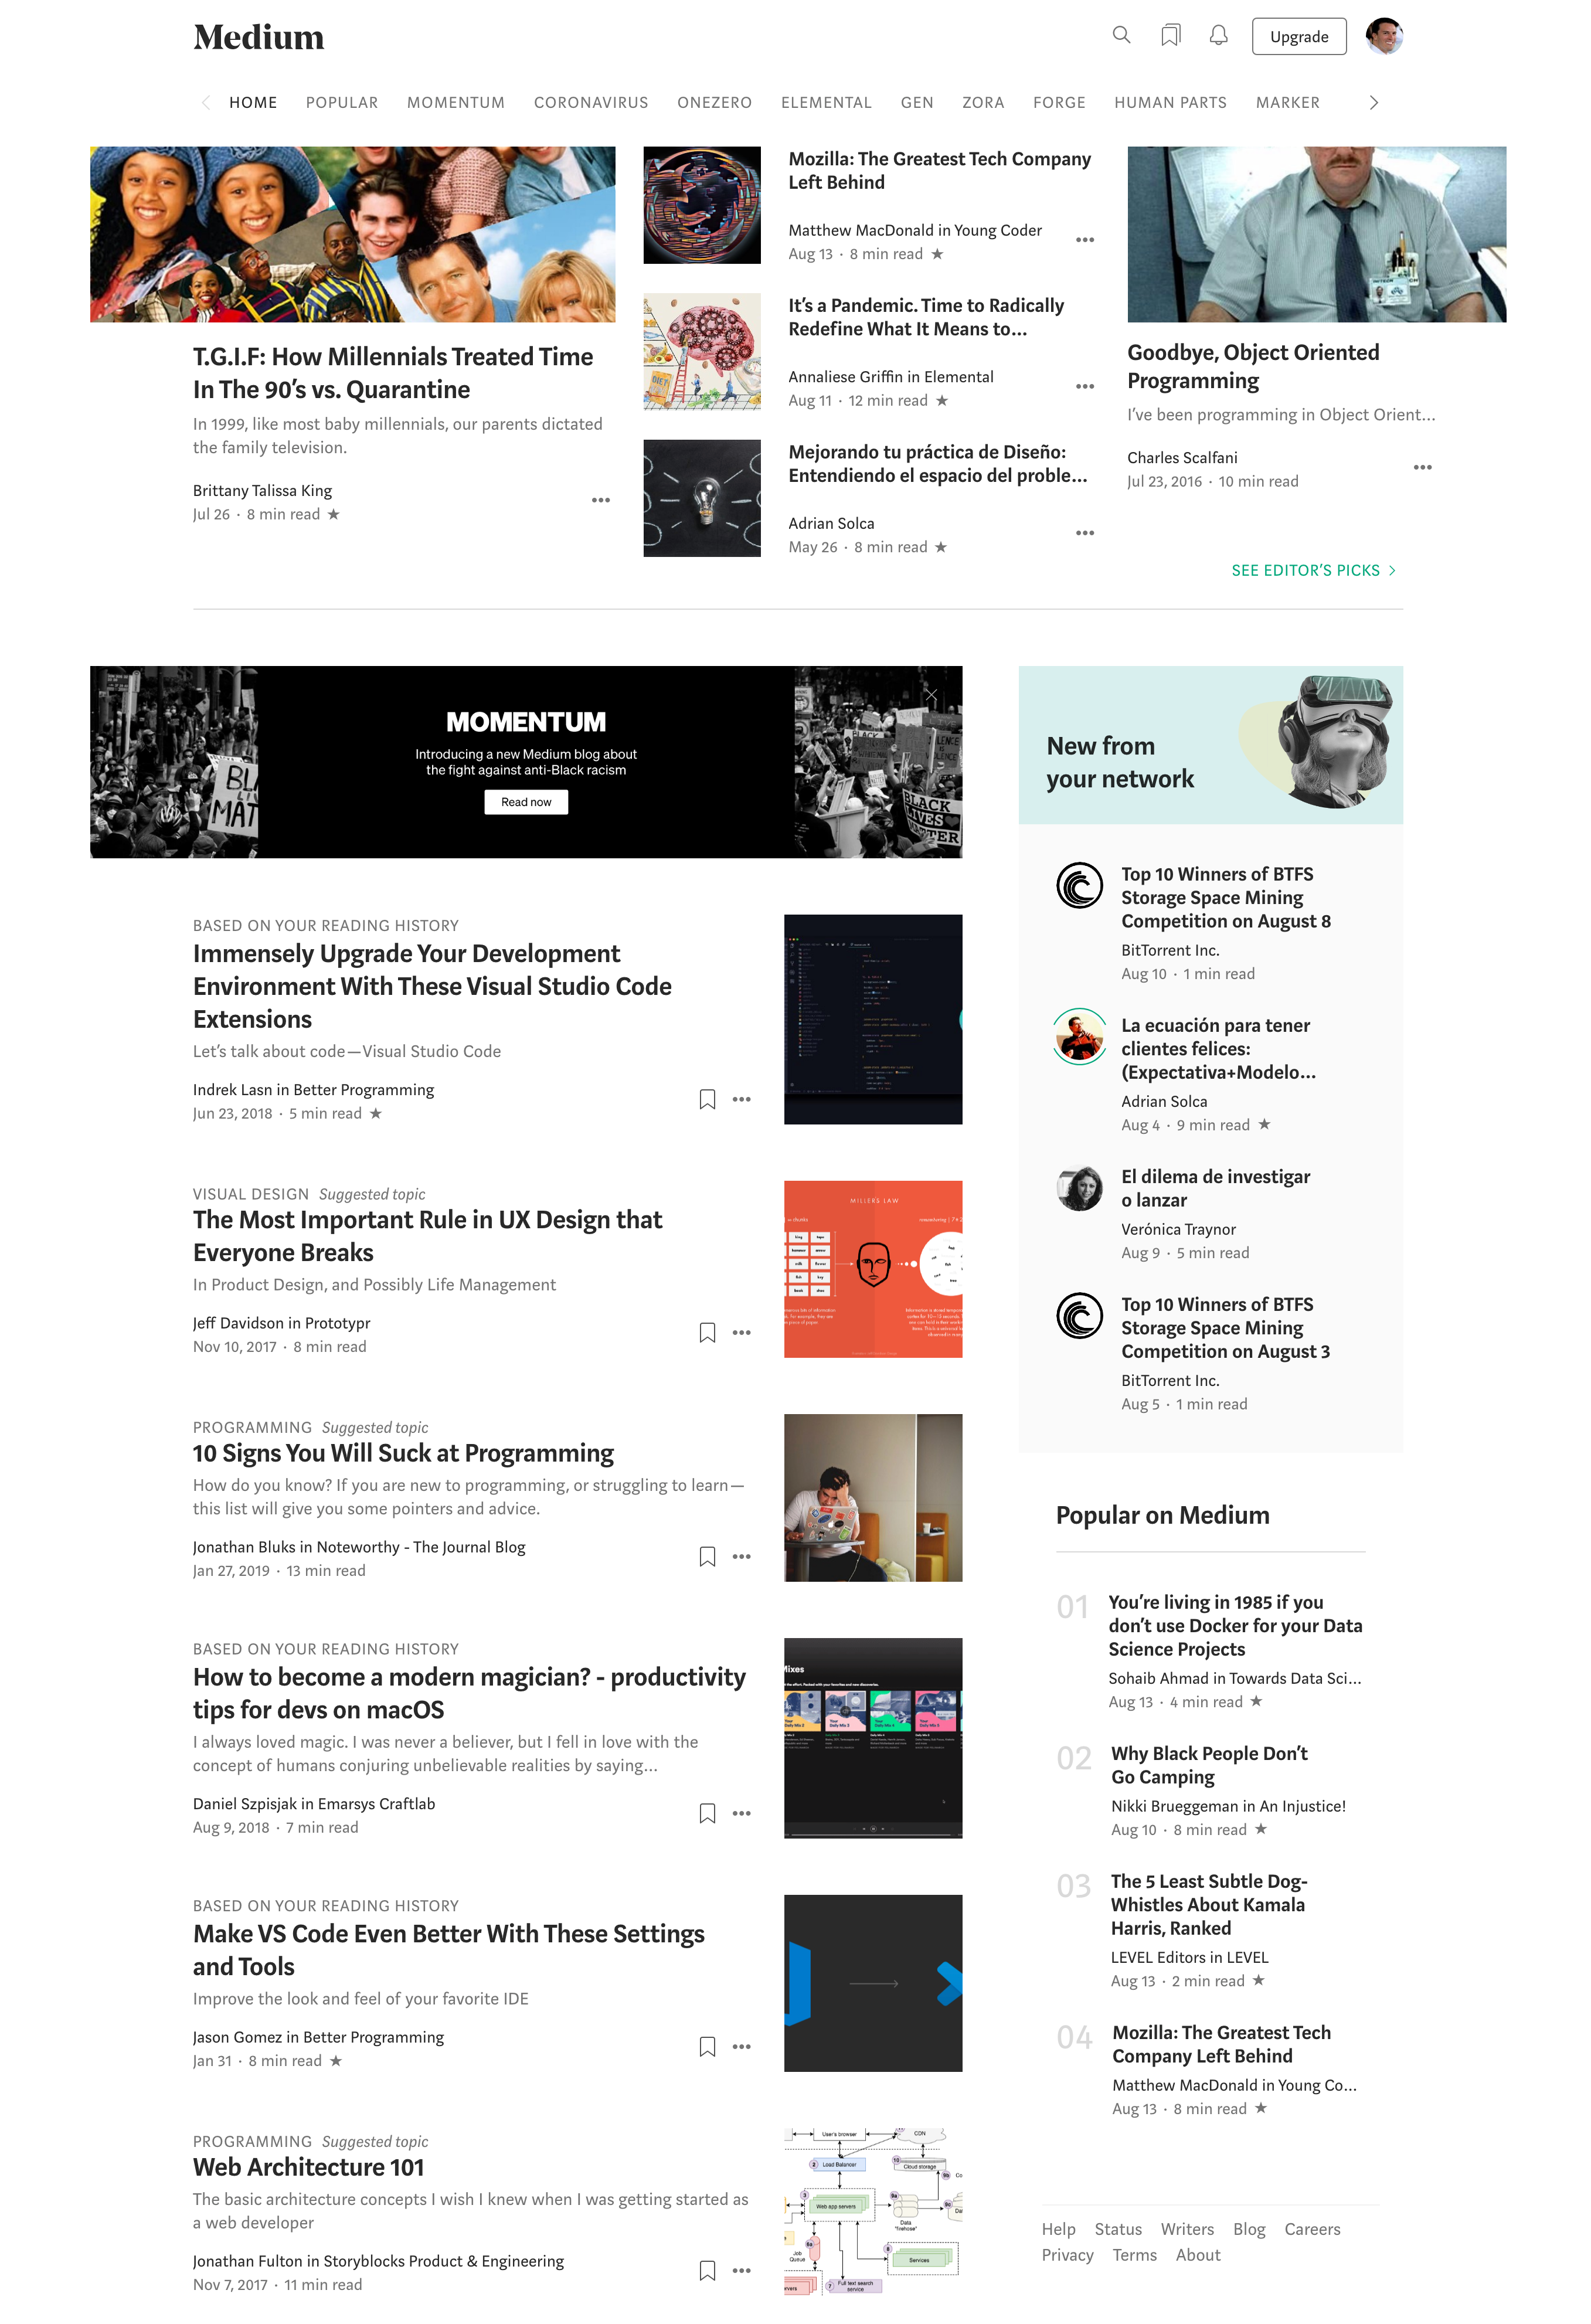 Medium
Upgrade
HOME POPULAR MOMENTUM CORONAVIRUS ONEZERO ELEMENTAL GEN ZORA FORGE HUMAN PARTS MARKER
T.G.I.F: How Millennials Treated Time
In The 90’s vs. Quarantine
In 1999, like most baby millennials, our parents dictated
the family television.
Brittany Talissa King
Jul 26 · 8 min read ★
Mozilla: The Greatest Tech Company
Left Behind
Matthew MacDonald in Young Coder
Aug 13 · 8 min read ★
It’s a Pandemic. Time to Radically
Redefine What It Means to…
Annaliese Griffin in Elemental
Aug 11 · 12 min read ★
DIET
Mejorando tu práctica de Diseño:
Entendiendo el espacio del proble…
Adrian Solca
May 26 · 8 min read ★
Goodbye, Object Oriented
Programming
I’ve been programming in Object Orient…
Charles Scalfani
Jul 23, 2016 · 10 min read
SEE EDITOR’S PICKS
MOMENTUM
Introducing a new Medium blog about
the fight against anti-Black racism
Read now
BLACK
LIVES
MATTER
BASED ON YOUR READING HISTORY
Immensely Upgrade Your Development
Environment With These Visual Studio Code
Extensions
Let’s talk about code — Visual Studio Code
Indrek Lasn in Better Programming
Jun 23, 2018 · 5 min read ★
VISUAL DESIGN Suggested topic
The Most Important Rule in UX Design that
Everyone Breaks
In Product Design, and Possibly Life Management
Jeff Davidson in Prototypr
Nov 10, 2017 · 8 min read
MILLERS LAW
PROGRAMMING Suggested topic
10 Signs You Will Suck at Programming
How do you know? If you are new to programming, or struggling to learn —
this list will give you some pointers and advice.
Jonathan Bluks in Noteworthy - The Journal Blog
Jan 27, 2019 · 13 min read
BASED ON YOUR READING HISTORY
How to become a modern magician? - productivity
tips for devs on macOS
I always loved magic. I was never a believer, but I fell in love with the
concept of humans conjuring unbelievable realities by saying…
Daniel Szpisjak in Emarsys Craftlab
Aug 9, 2018 · 7 min read
Mixes
BASED ON YOUR READING HISTORY
Make VS Code Even Better With These Settings
and Tools
Improve the look and feel of your favorite IDE
Jason Gomez in Better Programming
Jan 31 · 8 min read ★
PROGRAMMING Suggested topic
Web Architecture 101
The basic architecture concepts I wish I knew when I was getting started as
a web developer
Jonathan Fulton in Storyblocks Product & Engineering
Nov 7, 2017 · 11 min read
User's browser
CDN
Load Balancer
Cloud storage
Web app servers
Data
"firehose"
Job
Queue
Services
Full text search
service
New from
your network
Top 10 Winners of BTFS
Storage Space Mining
Competition on August 8
BitTorrent Inc.
Aug 10 · 1 min read
La ecuación para tener
clientes felices:
(Expectativa+Modelo…
Adrian Solca
Aug 4 · 9 min read ★
El dilema de investigar
o lanzar
Verónica Traynor
Aug 9 · 5 min read
Top 10 Winners of BTFS
Storage Space Mining
Competition on August 3
BitTorrent Inc.
Aug 5 · 1 min read
Popular on Medium
01
You’re living in 1985 if you
don’t use Docker for your Data
Science Projects
Sohaib Ahmad in Towards Data Sci…
Aug 13 · 4 min read ★
02
Why Black People Don’t
Go Camping
Nikki Brueggeman in An Injustice!
Aug 10 · 8 min read ★
03
The 5 Least Subtle Dog-
Whistles About Kamala
Harris, Ranked
LEVEL Editors in LEVEL
Aug 13 · 2 min read ★
04
Mozilla: The Greatest Tech
Company Left Behind
Matthew MacDonald in Young Co…
Aug 13 · 8 min read ★
Help Status Writers Blog Careers
Privacy Terms About